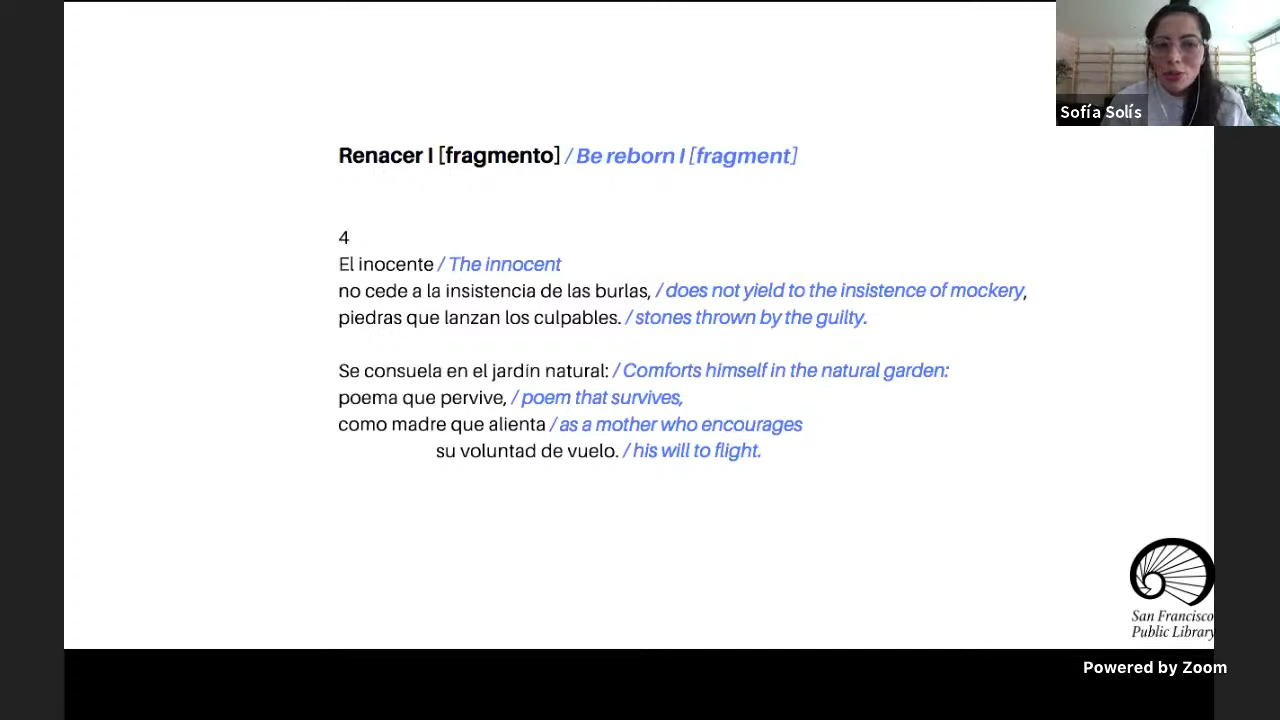 Sofía Solís
Renacer I [fragmento] / Be reborn I [fragment]
4
El inocente / The innocent
no cede a la insistencia de las burlas, / does not yield to the insistence of mockery,
piedras que lanzan los culpables. / stones thrown by the guilty.
Se consuela en el jardín natural: / Comforts himself in the natural garden:
poema que pervive, / poem that survives,
como madre que alienta / as a mother who encourages
su voluntad de vuelo. / his will to flight.
San Francisco
Public Library
Powered by Zoom